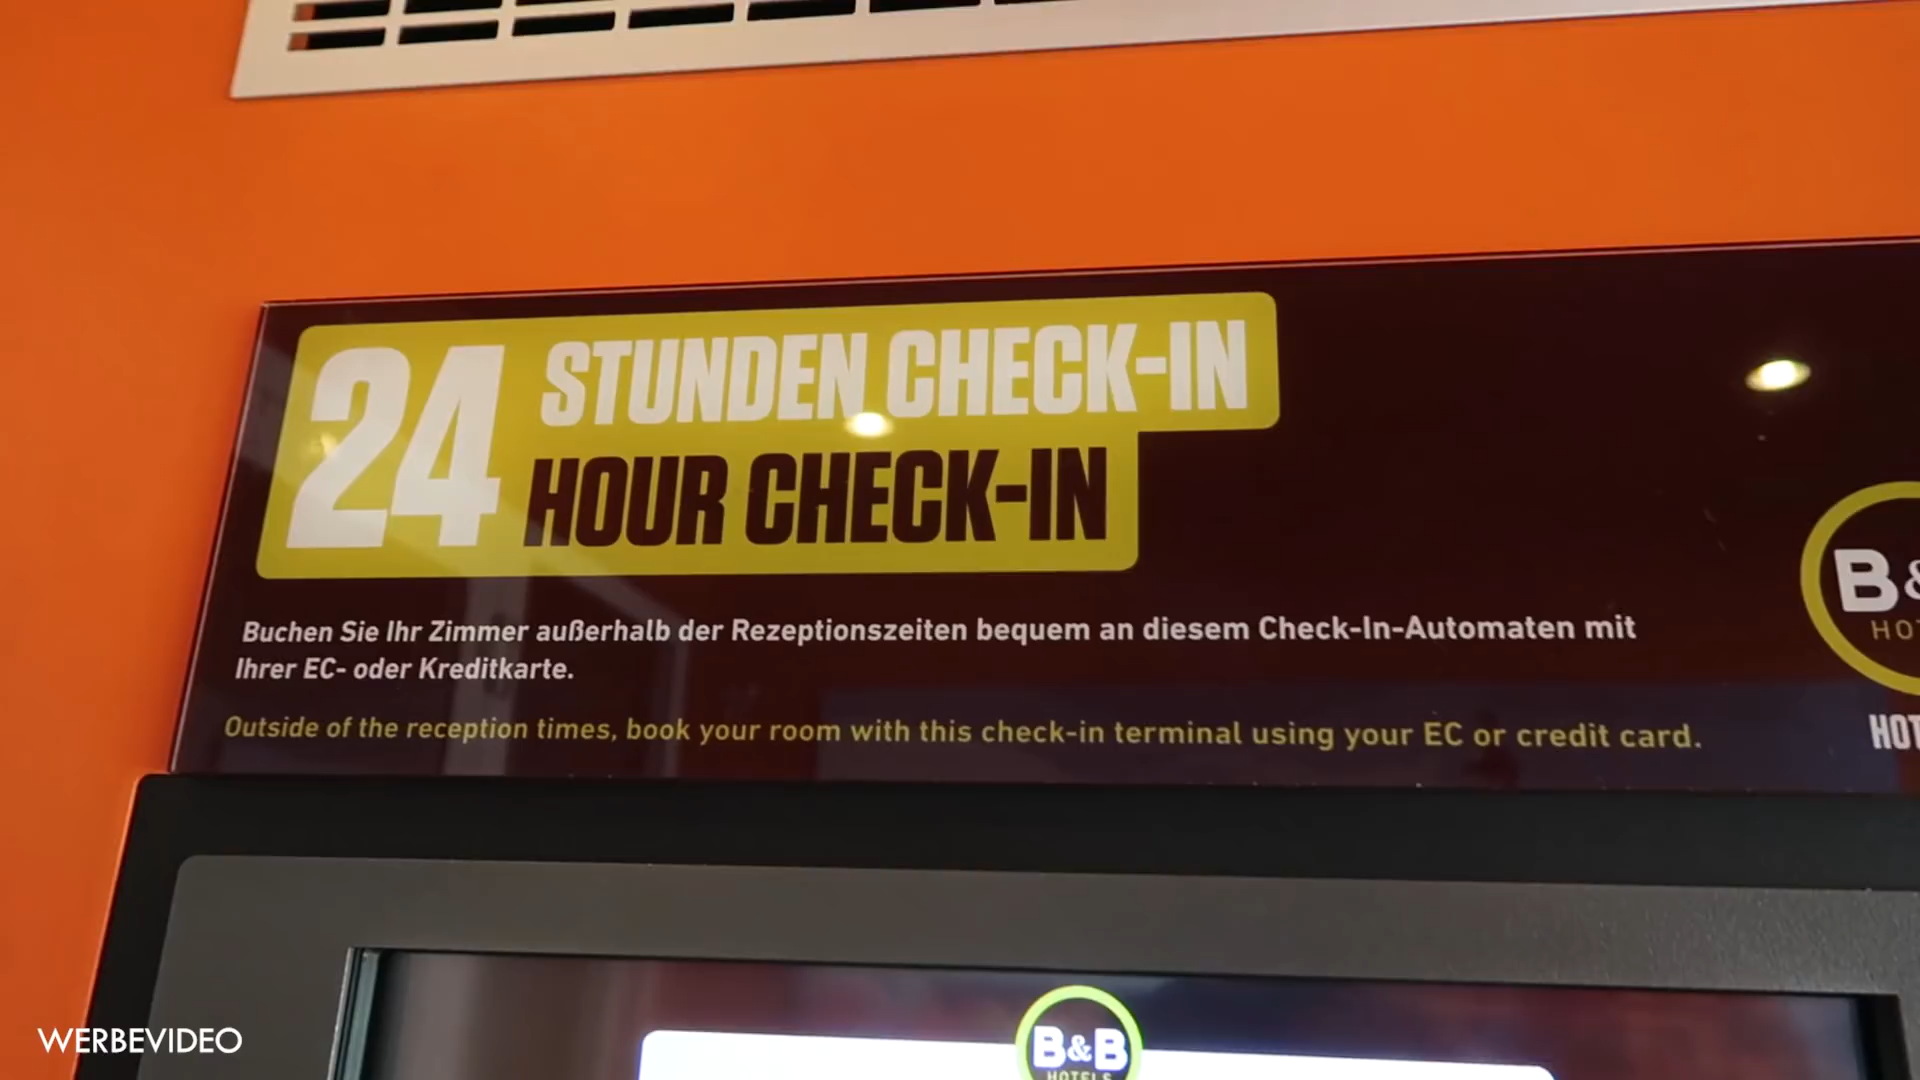 24 STUNDEN CHECK-IN
HOUR CHECK-IN
Buchen Sie Ihr Zimmer außerhalb der Rezeptionszeiten bequem an diesem Check-In-Automaten mit
Ihrer EC- oder Kreditkarte.
Outside of the reception times, book your room with this check-in terminal using your EC or credit card.
B&
B&B
HOTELS
WERBEVIDEO